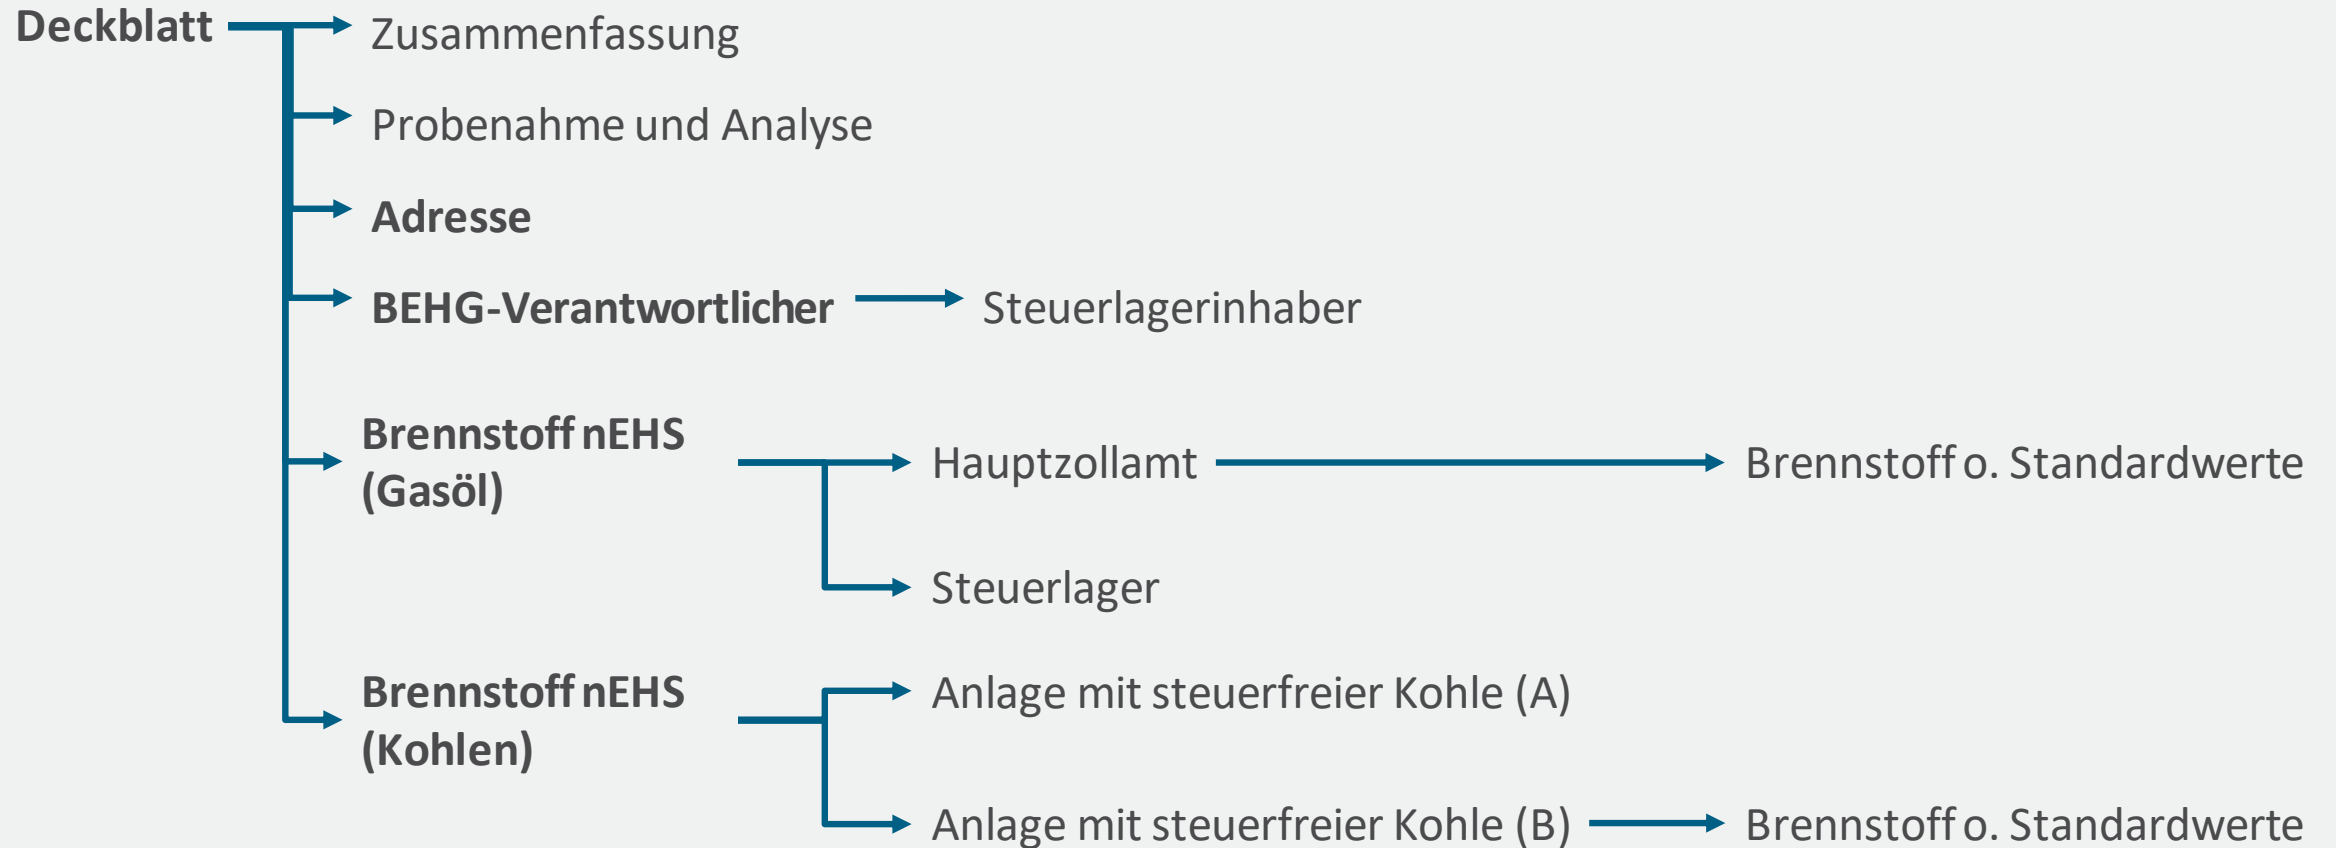 Deckblatt
Zusammenfassung
Probenahme und Analyse
Adresse
BEHG-Verantwortlicher
Steuerlagerinhaber
Brennstoff nEHS
(Gasöl)
Hauptzollamt
Brennstoff o. Standardwerte
Steuerlager
Brennstoff nEHS
(Kohlen)
Anlage mit steuerfreier Kohle (A)
Anlage mit steuerfreier Kohle (B)
Brennstoff o. Standardwerte